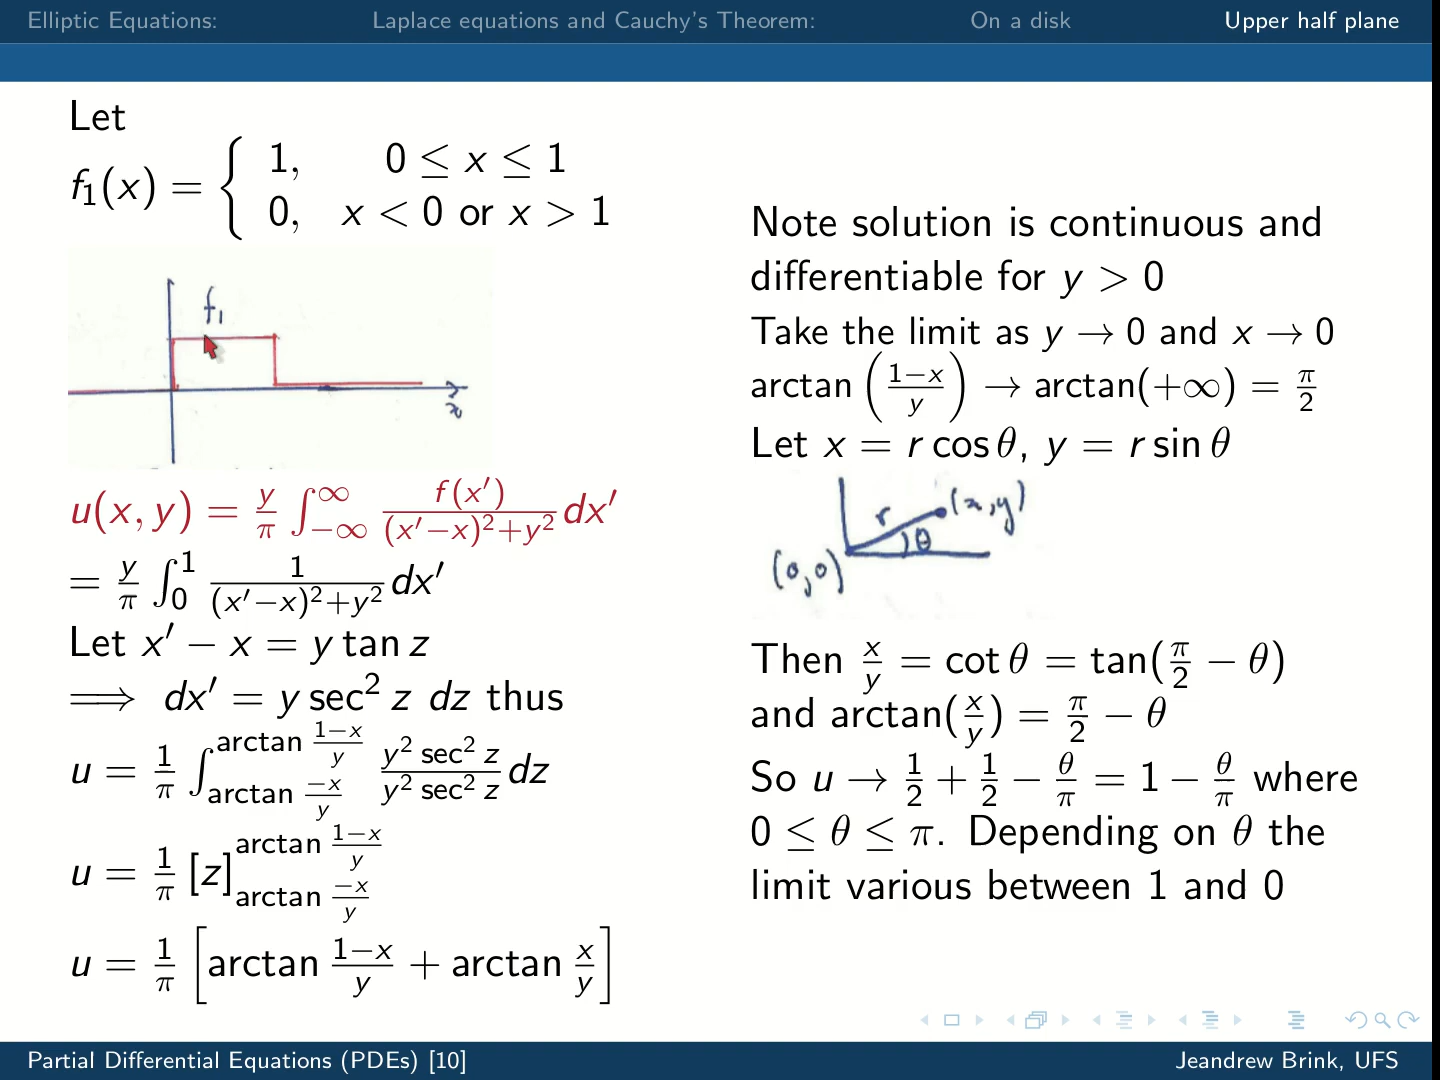 Elliptic Equations: Laplace equations and Cauchy's Theorem: On a disk Upper half plane
Let
f₁(x) = { 1, 0 ≤ x ≤ 1
0, x < 0 or x > 1
f₁
x
u(x, y) = y/π ∫_{−∞}^{∞} f(x′)/((x′−x)²+y²) dx′
= y/π ∫_0^1 1/((x′−x)²+y²) dx′
Let x′ − x = y tan z
⟹ dx′ = y sec² z dz thus
u = 1/π ∫_{arctan −x/y}^{arctan 1−x/y} y² sec² z/y² sec² z dz
u = 1/π [z]_{arctan −x/y}^{arctan 1−x/y}
u = 1/π [arctan 1−x/y + arctan x/y]
Note solution is continuous and
differentiable for y > 0
Take the limit as y → 0 and x → 0
arctan (1−x/y) → arctan(+∞) = π/2
Let x = r cos θ, y = r sin θ
r (x,y)
θ
(0,0)
Then x/y = cot θ = tan(π/2 − θ)
and arctan(x/y) = π/2 − θ
So u → 1/2 + 1/2 − θ/π = 1 − θ/π where
0 ≤ θ ≤ π. Depending on θ the
limit various between 1 and 0
Partial Differential Equations (PDEs) [10] Jeandrew Brink, UFS